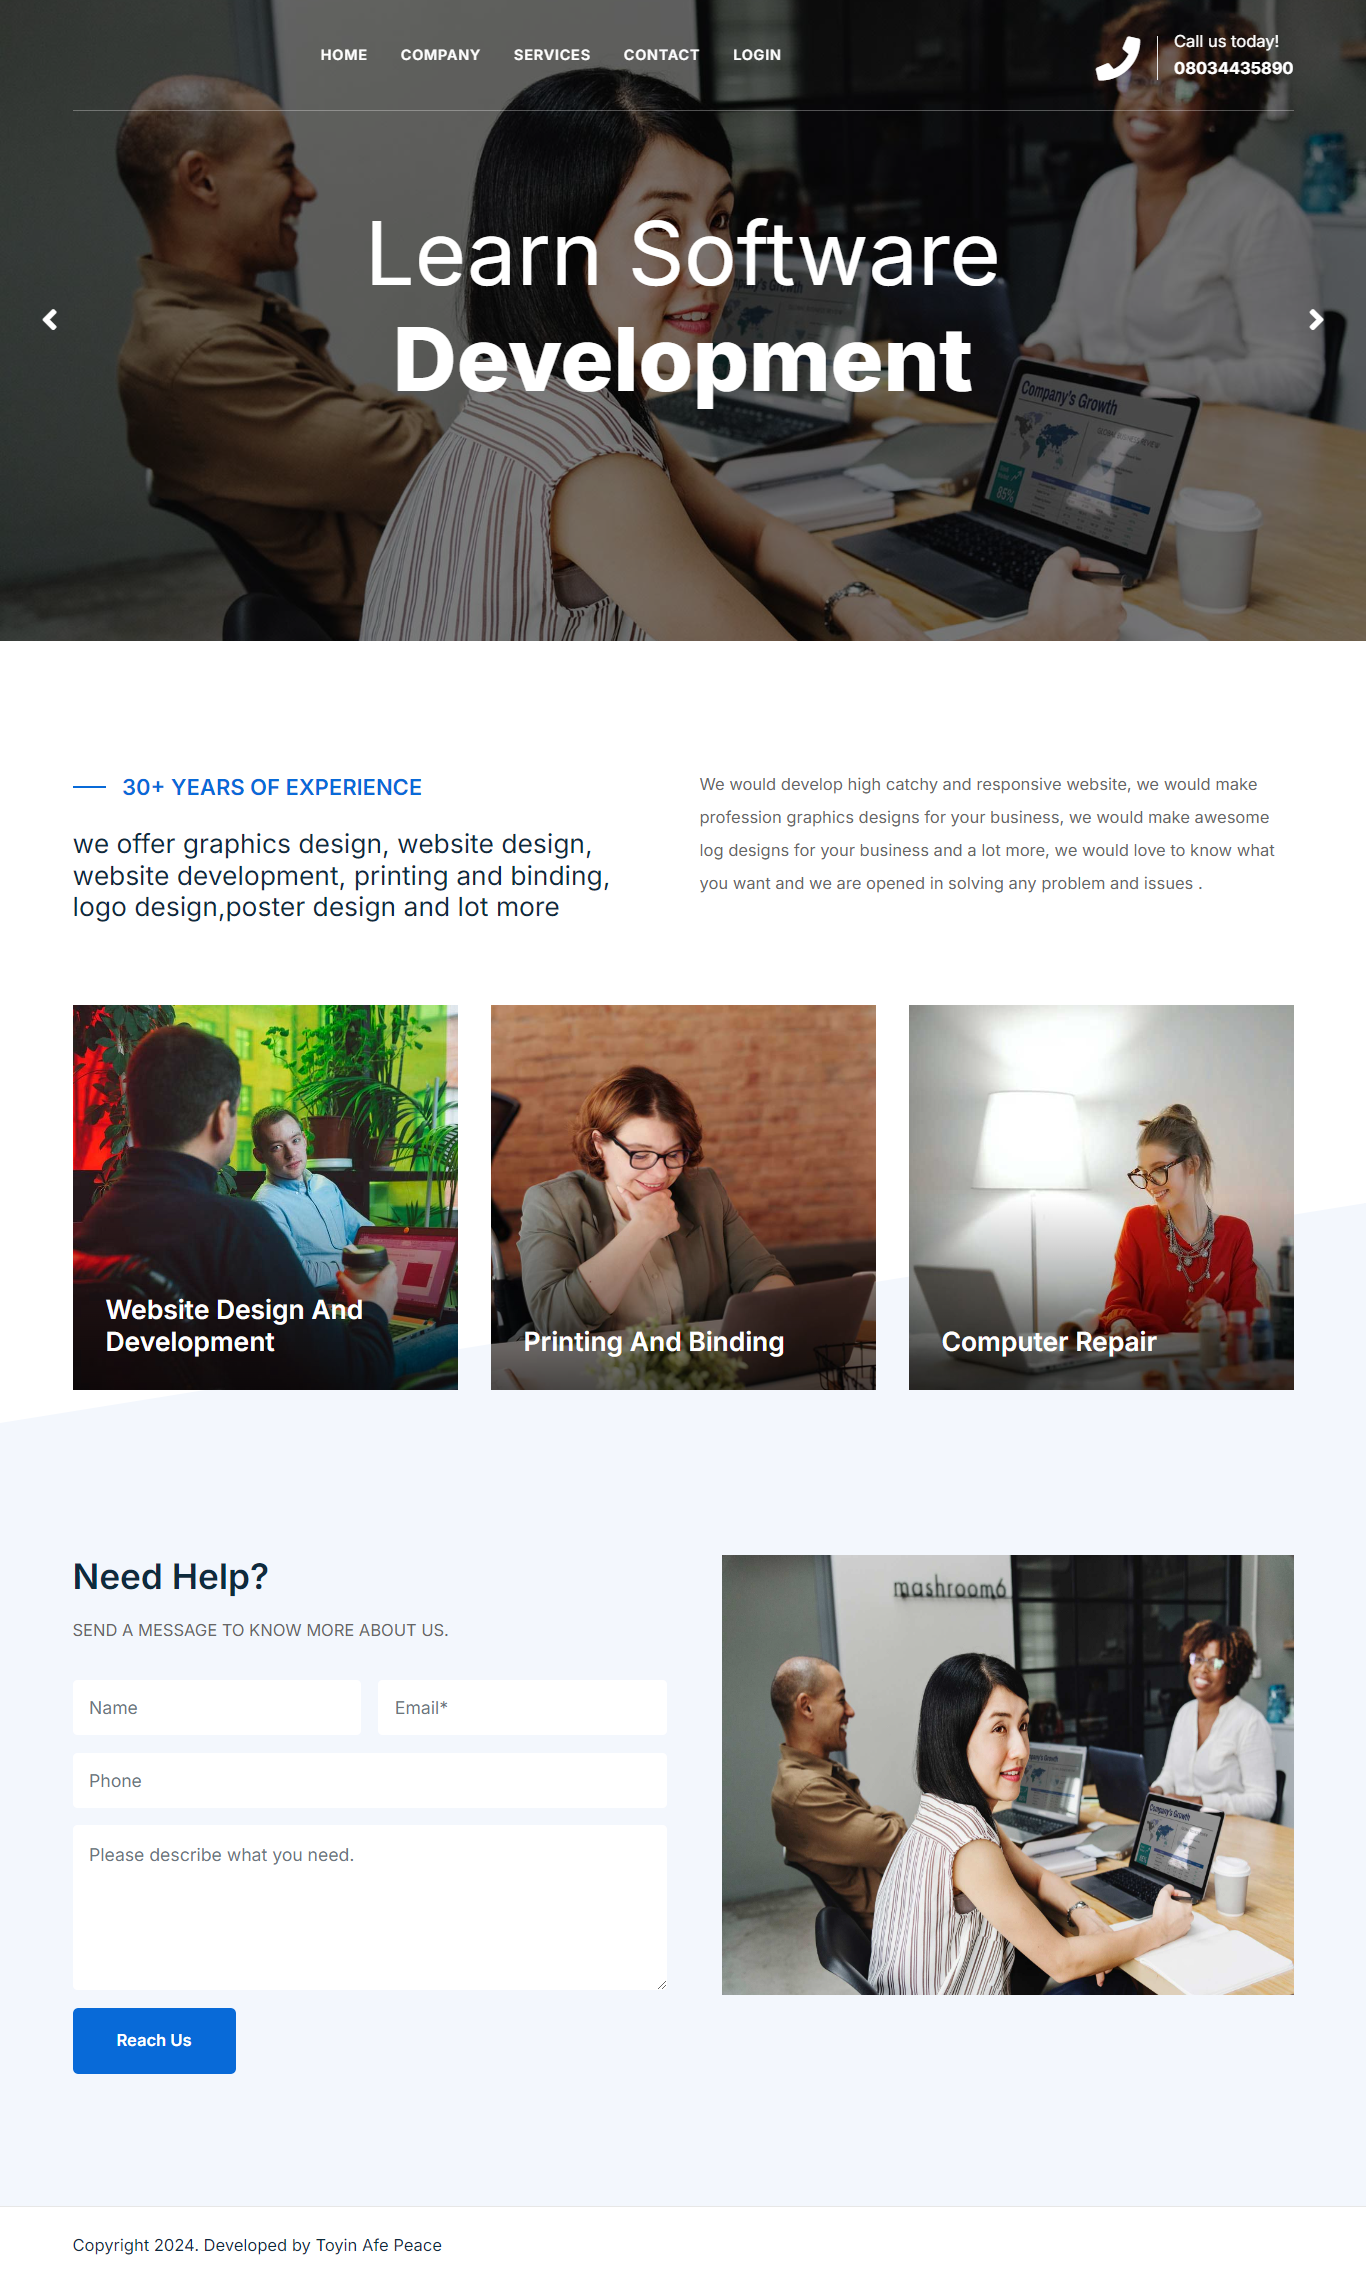 HOME COMPANY SERVICES CONTACT LOGIN
Call us today!
08034435890
Learn Software
Development
Company's Growth
85%
30+ YEARS OF EXPERIENCE
we offer graphics design, website design,
website development, printing and binding,
logo design,poster design and lot more
We would develop high catchy and responsive website, we would make
profession graphics designs for your business, we would make awesome
log designs for your business and a lot more, we would love to know what
you want and we are opened in solving any problem and issues .
Website Design And
Development
Printing And Binding
Computer Repair
Need Help?
SEND A MESSAGE TO KNOW MORE ABOUT US.
Name
Email*
Phone
Please describe what you need.
Reach Us
mashroom6
Company's Growth
Copyright 2024. Developed by Toyin Afe Peace